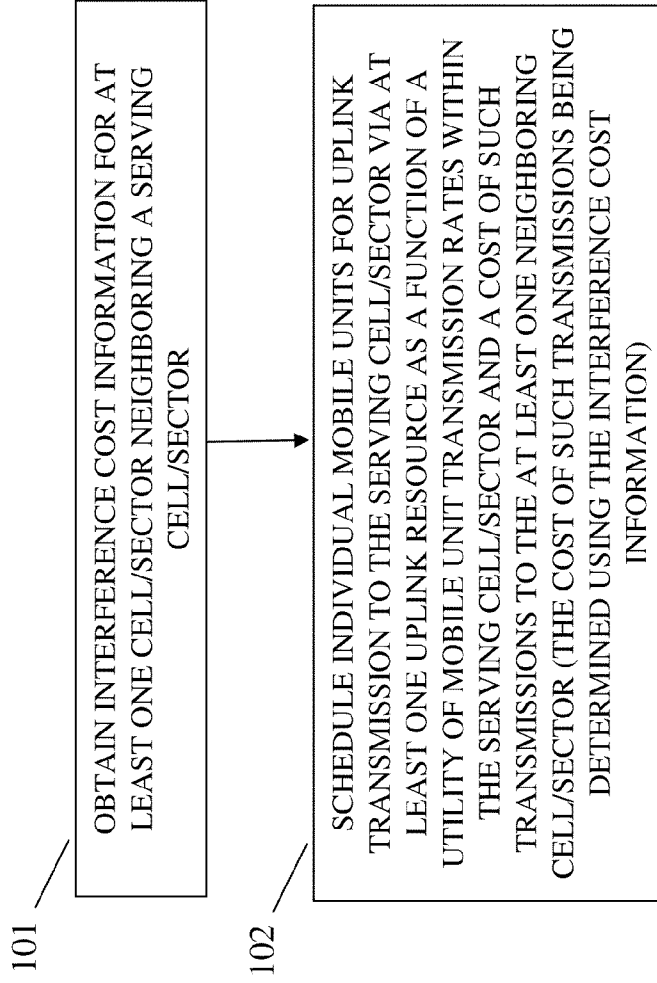 101
OBTAIN INTERFERENCE COST INFORMATION FOR AT
LEAST ONE CELL/SECTOR NEIGHBORING A SERVING
CELL/SECTOR
102
SCHEDULE INDIVIDUAL MOBILE UNITS FOR UPLINK
TRANSMISSION TO THE SERVING CELL/SECTOR VIA AT
LEAST ONE UPLINK RESOURCE AS A FUNCTION OF A
UTILITY OF MOBILE UNIT TRANSMISSION RATES WITHIN
THE SERVING CELL/SECTOR AND A COST OF SUCH
TRANSMISSIONS TO THE AT LEAST ONE NEIGHBORING
CELL/SECTOR (THE COST OF SUCH TRANSMISSIONS BEING
DETERMINED USING THE INTERFERENCE COST
INFORMATION)